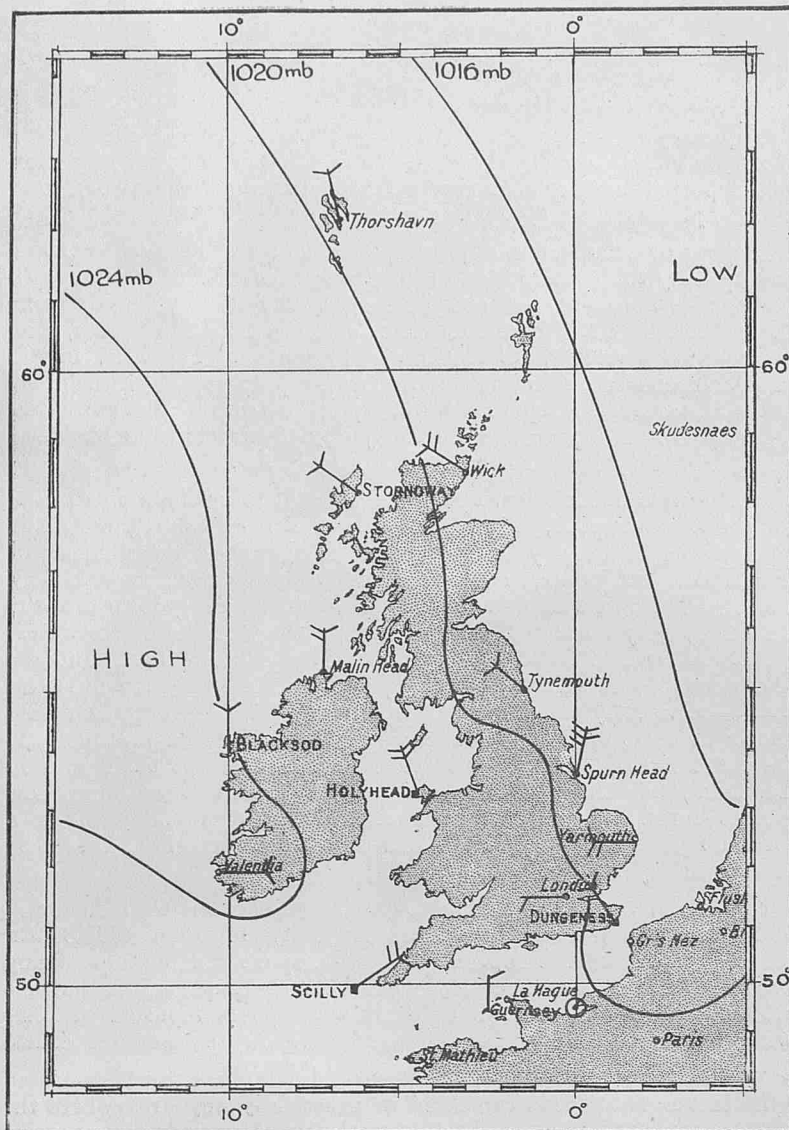 10°
0°
1020mb
1016mb
Thorshavn
1024mb
LOW
60°
60°
Skudesnaes
Wick
STORNOWAY
HIGH
Malin Head
Tynemouth
BLACKSOD
Spurn Head
HOLYHEAD
Yarmouth
Valentia
London
Flush
DUNGENESS
Gr's Nez
Bl
50°
50°
SCILLY
La Hague
Guernsey
Paris
St. Mathieu
10°
0°